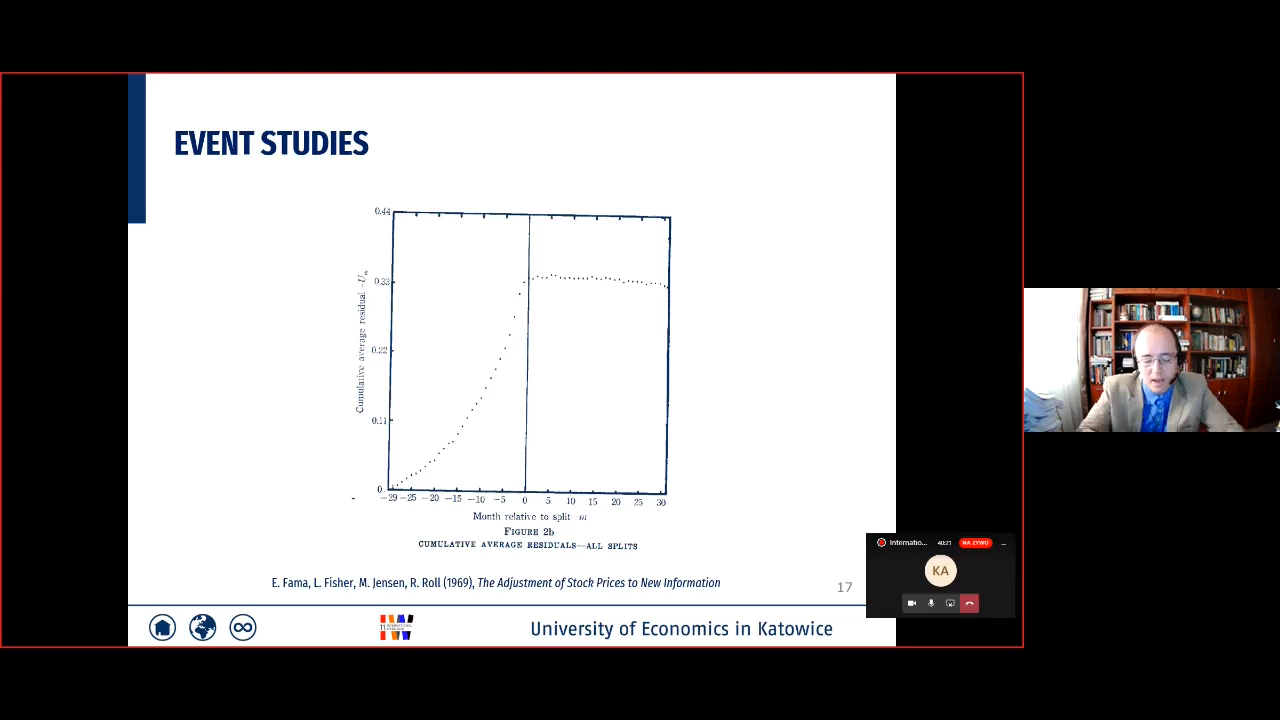 EVENT STUDIES
0.44
0.33
0.22
0.11
0
Cumulative average residual—U
−29 −25 −20 −15 −10 −5 0 5 10 15 20 25 30
Month relative to split m
FIGURE 2b
CUMULATIVE AVERAGE RESIDUALS—ALL SPLITS
E. Fama, L. Fisher, M. Jensen, R. Roll (1969), The Adjustment of Stock Prices to New Information
17
Internatio... 40:21 NA ŻYWO
KA
University of Economics in Katowice